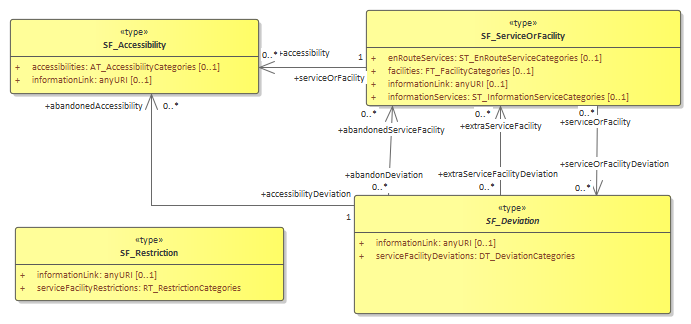 «type»
SF_Accessibility
+ accessibilities: AT_AccessibilityCategories [0..1]
+ informationLink: anyURI [0..1]
«type»
SF_ServiceOrFacility
+ enRouteServices: ST_EnRouteServiceCategories [0..1]
+ facilities: FT_FacilityCategories [0..1]
+ informationLink: anyURI [0..1]
+ informationServices: ST_InformationServiceCategories [0..1]
0..* +accessibility
1
+serviceOrFacility
+abandonedAccessibility
0..*
0..*
+abandonedServiceFacility
0..*
+extraServiceFacility
0..*
+serviceOrFacility
+abandonDeviation
0..*
+extraServiceFacilityDeviation
0..*
+serviceOrFacilityDeviation
0..*
+accessibilityDeviation
1
«type»
SF_Deviation
+ informationLink: anyURI [0..1]
+ serviceFacilityDeviations: DT_DeviationCategories
«type»
SF_Restriction
+ informationLink: anyURI [0..1]
+ serviceFacilityRestrictions: RT_RestrictionCategories